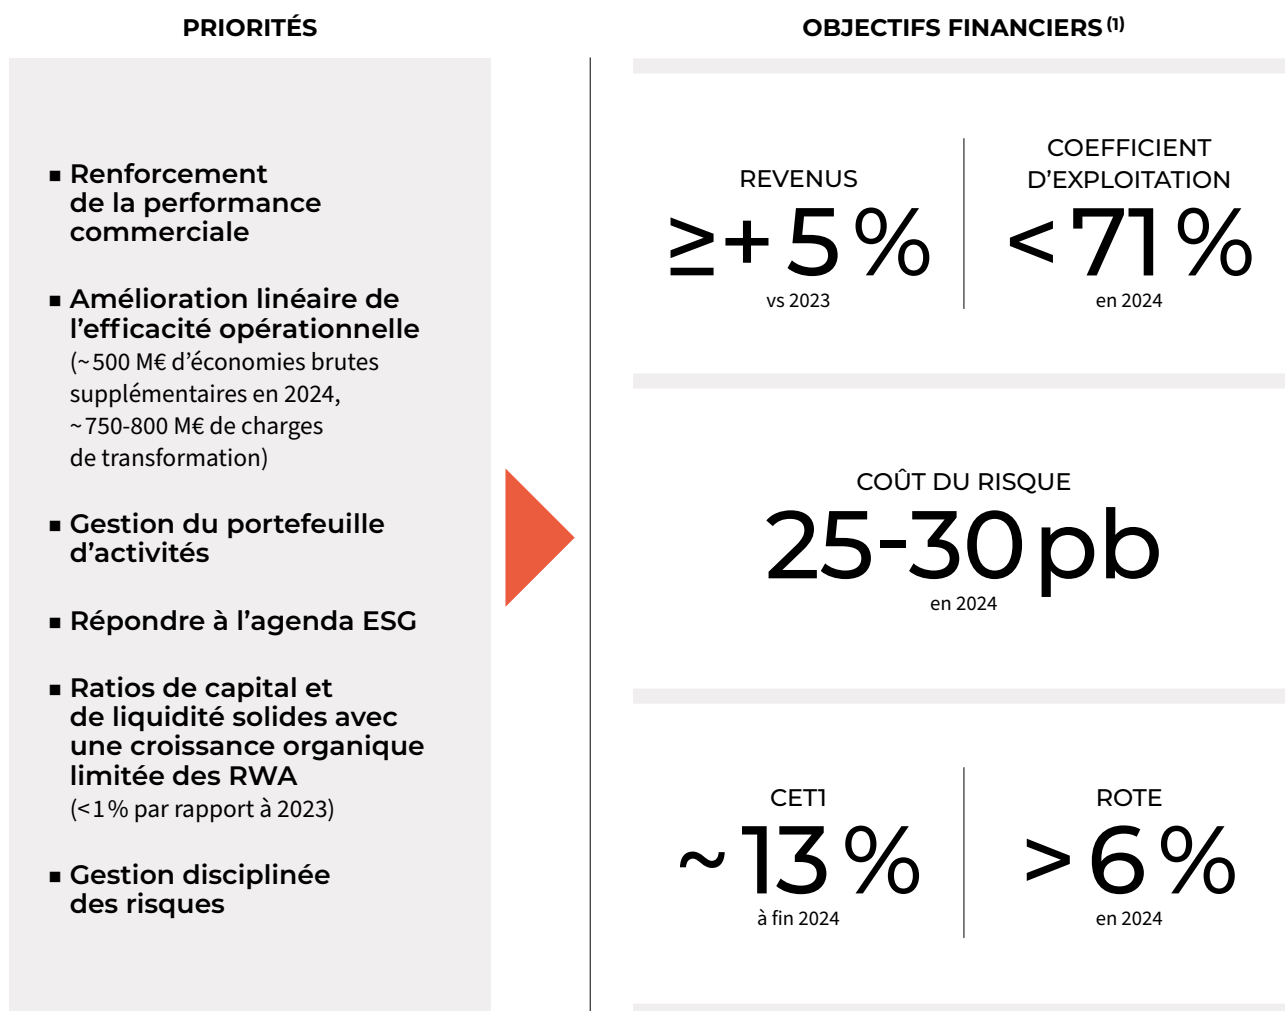 PRIORITÉS
■ Renforcement
de la performance
commerciale
■ Amélioration linéaire de
l’efficacité opérationnelle
(~500 M€ d’économies brutes
supplémentaires en 2024,
~750-800 M€ de charges
de transformation)
■ Gestion du portefeuille
d’activités
■ Répondre à l’agenda ESG
■ Ratios de capital et
de liquidité solides avec
une croissance organique
limitée des RWA
(<1 % par rapport à 2023)
■ Gestion disciplinée
des risques
OBJECTIFS FINANCIERS (1)
REVENUS
≥+ 5 %
vs 2023
COEFFICIENT
D’EXPLOITATION
< 71 %
en 2024
COÛT DU RISQUE
25-30 pb
en 2024
CET1
~ 13 %
à fin 2024
ROTE
> 6 %
en 2024